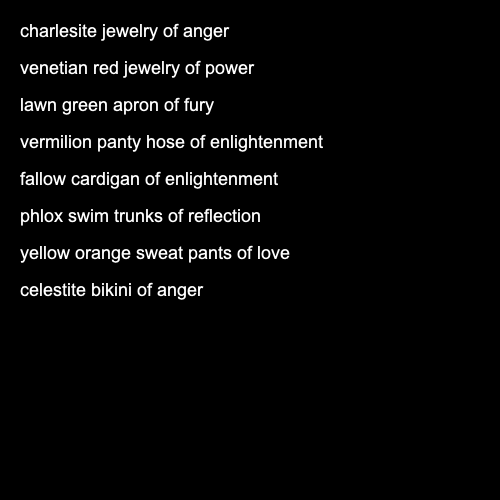 charlesite jewelry of anger
venetian red jewelry of power
lawn green apron of fury
vermilion panty hose of enlightenment
fallow cardigan of enlightenment
phlox swim trunks of reflection
yellow orange sweat pants of love
celestite bikini of anger